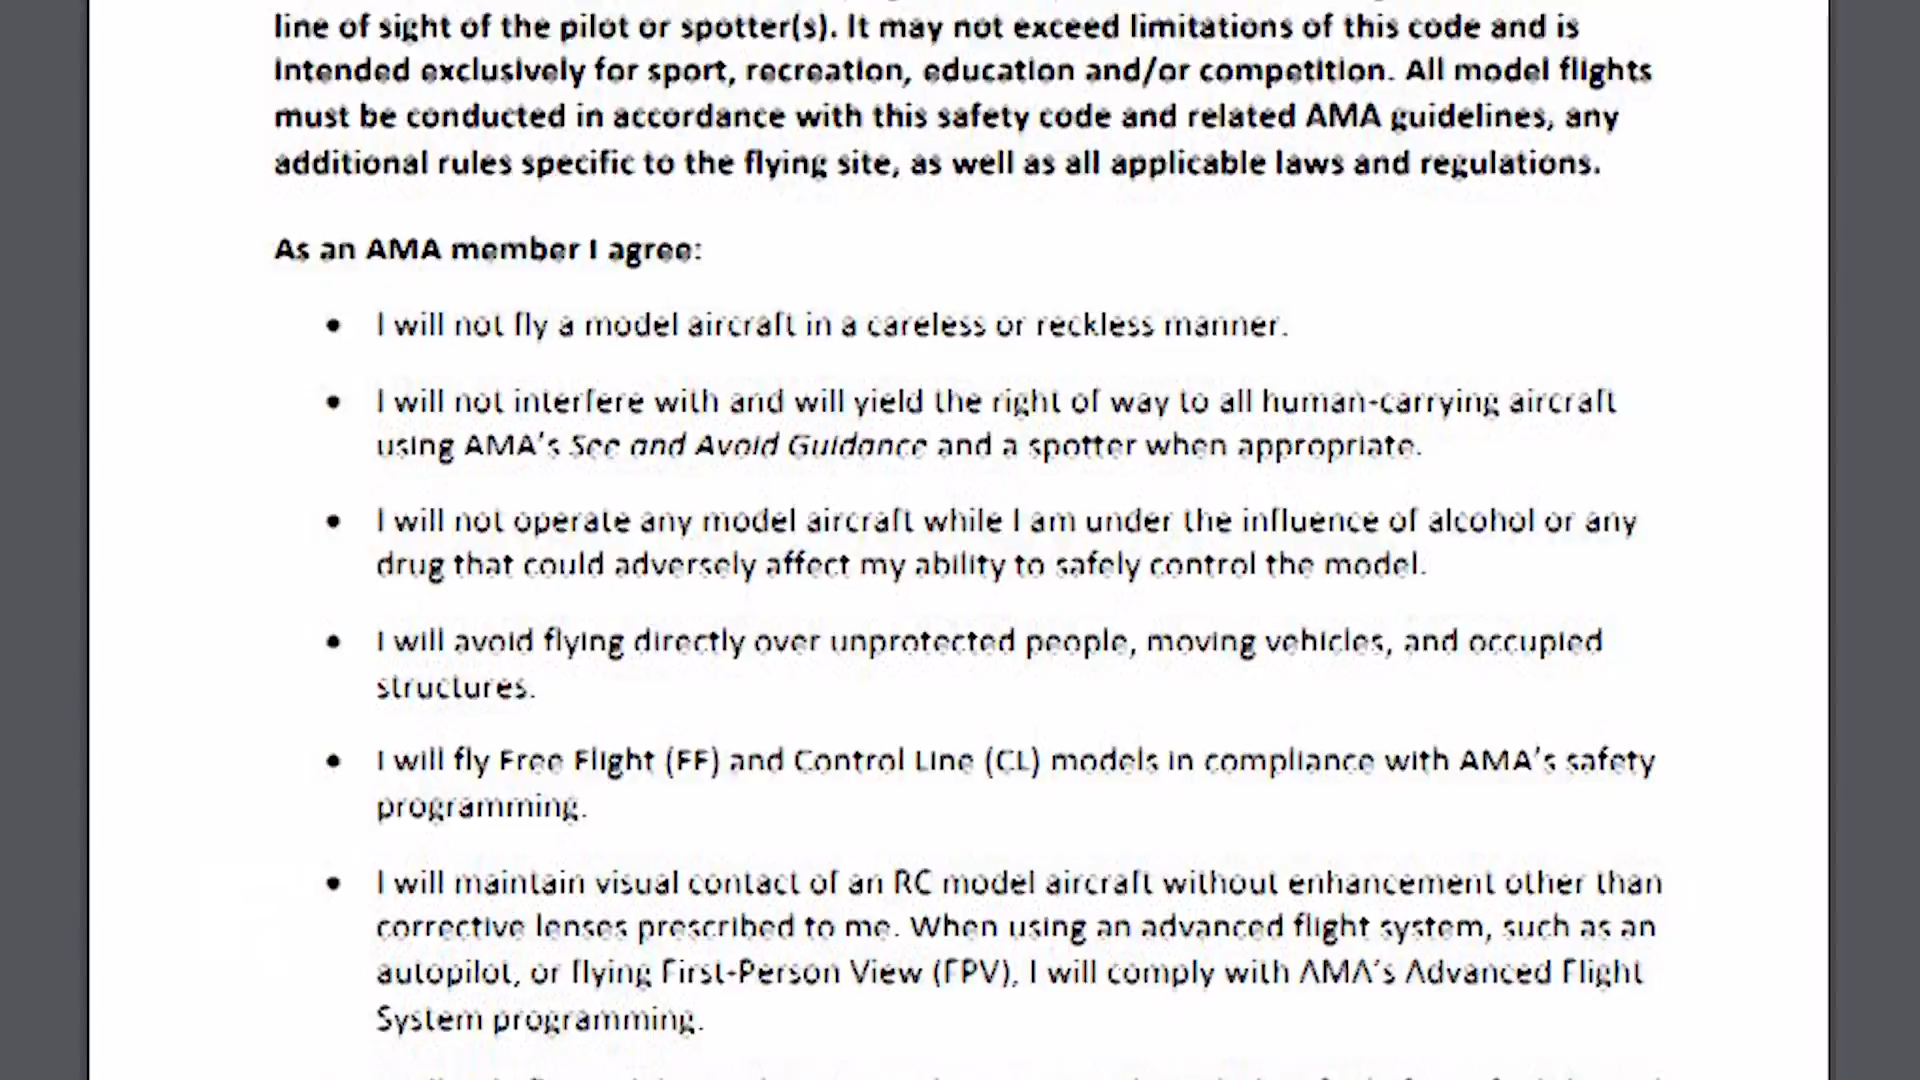 line of sight of the pilot or spotter(s). It may not exceed limitations of this code and is
intended exclusively for sport, recreation, education and/or competition. All model flights
must be conducted in accordance with this safety code and related AMA guidelines, any
additional rules specific to the flying site, as well as all applicable laws and regulations.
As an AMA member I agree:
• I will not fly a model aircraft in a careless or reckless manner.
• I will not interfere with and will yield the right of way to all human-carrying aircraft
using AMA's See and Avoid Guidance and a spotter when appropriate.
• I will not operate any model aircraft while I am under the influence of alcohol or any
drug that could adversely affect my ability to safely control the model.
• I will avoid flying directly over unprotected people, moving vehicles, and occupied
structures.
• I will fly Free Flight (FF) and Control Line (CL) models in compliance with AMA's safety
programming.
• I will maintain visual contact of an RC model aircraft without enhancement other than
corrective lenses prescribed to me. When using an advanced flight system, such as an
autopilot, or flying First-Person View (FPV), I will comply with AMA's Advanced Flight
System programming.